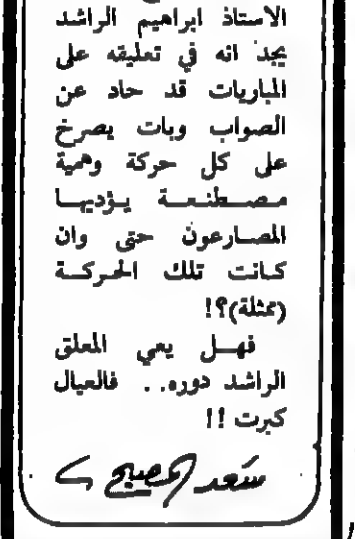 الاستاذ ابراهيم الراشد
يجد انه في تعليقه على
المباريات قد حاد عن
الصواب وبات يصرخ
على كل حركة وهمية
مصطنعة يؤديها
المصارعون حتى وان
كانت تلك الحركة
(ممثلة)؟!
فهل يعي المعلق
الراشد دوره.. فالعيال
كبرت !!
سعد المصبح